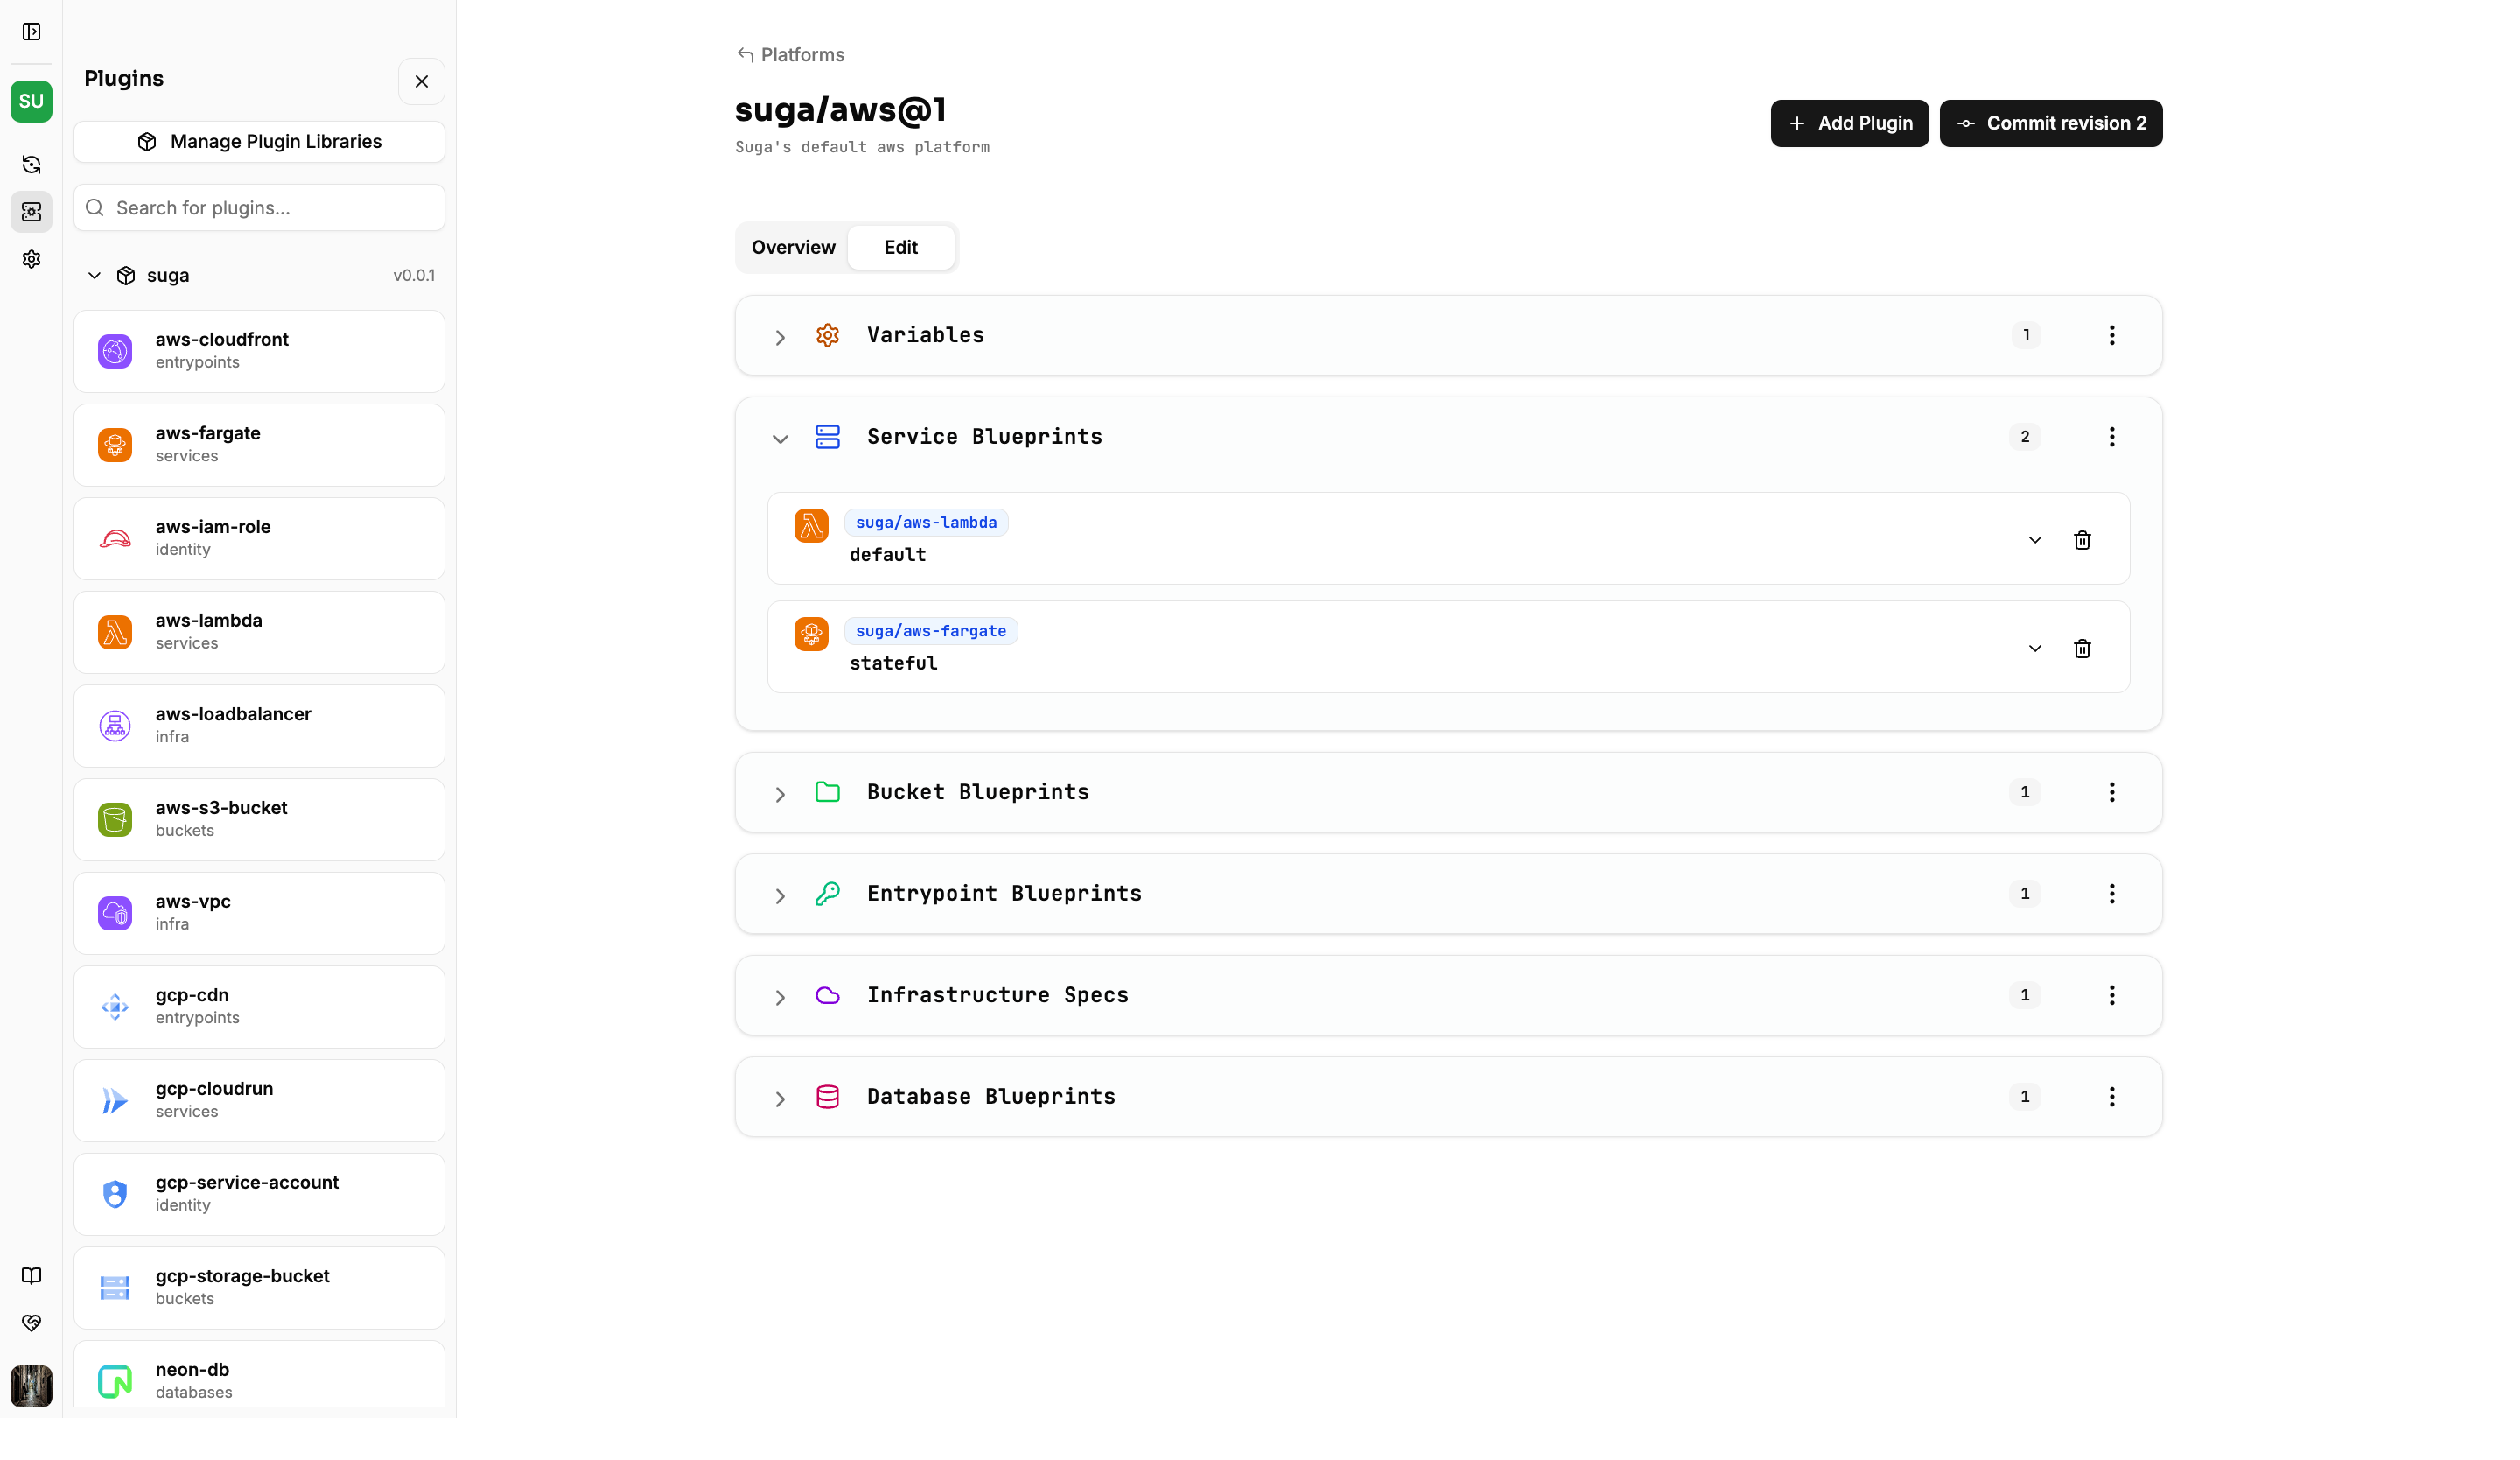 SU
Plugins
Manage Plugin Libraries
Search for plugins...
suga v0.0.1
aws-cloudfront
entrypoints
aws-fargate
services
aws-iam-role
identity
aws-lambda
services
aws-loadbalancer
infra
aws-s3-bucket
buckets
aws-vpc
infra
gcp-cdn
entrypoints
gcp-cloudrun
services
gcp-service-account
identity
gcp-storage-bucket
buckets
neon-db
databases
Platforms
suga/aws@1
Suga's default aws platform
Add Plugin
Commit revision 2
Overview Edit
Variables 1
Service Blueprints 2
suga/aws-lambda
default
suga/aws-fargate
stateful
Bucket Blueprints 1
Entrypoint Blueprints 1
Infrastructure Specs 1
Database Blueprints 1